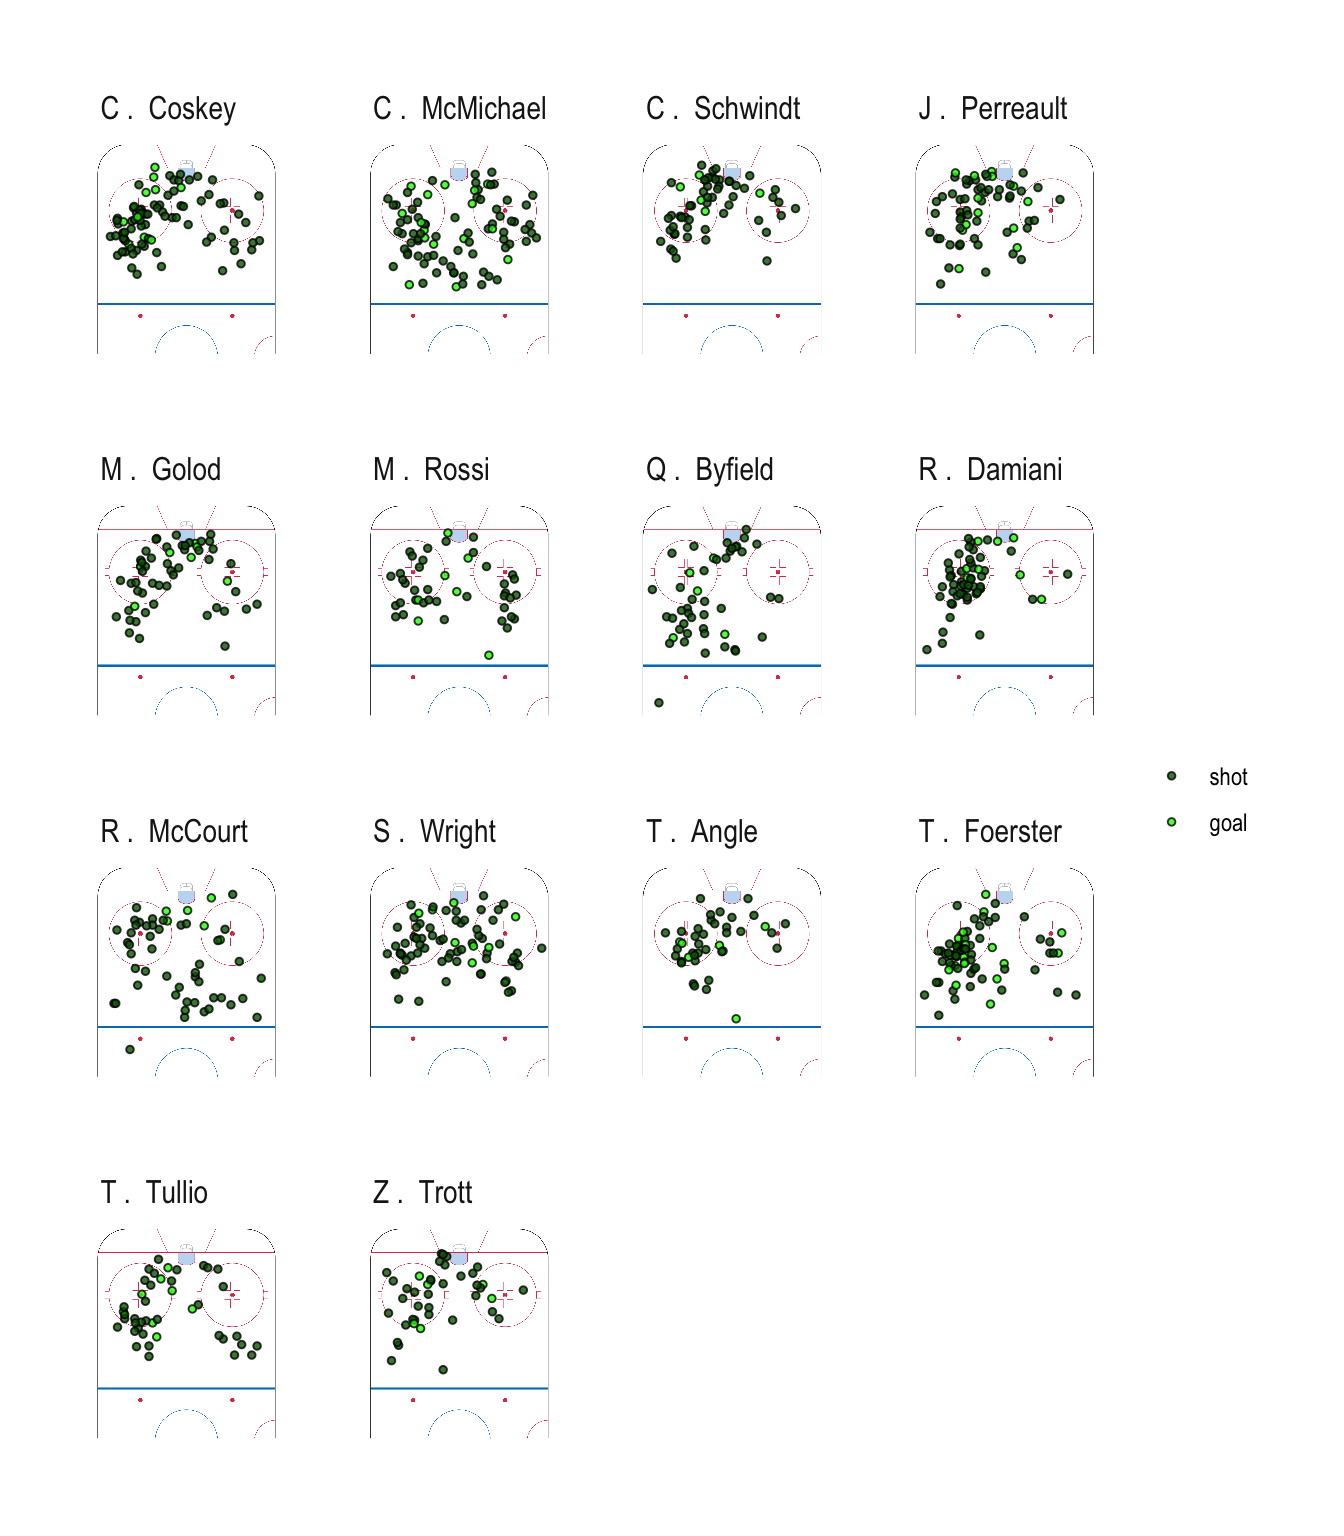 C . Coskey
C . McMichael
C . Schwindt
J . Perreault
M . Golod
M . Rossi
Q . Byfield
R . Damiani
shot
goal
R . McCourt
S . Wright
T . Angle
T . Foerster
T . Tullio
Z . Trott